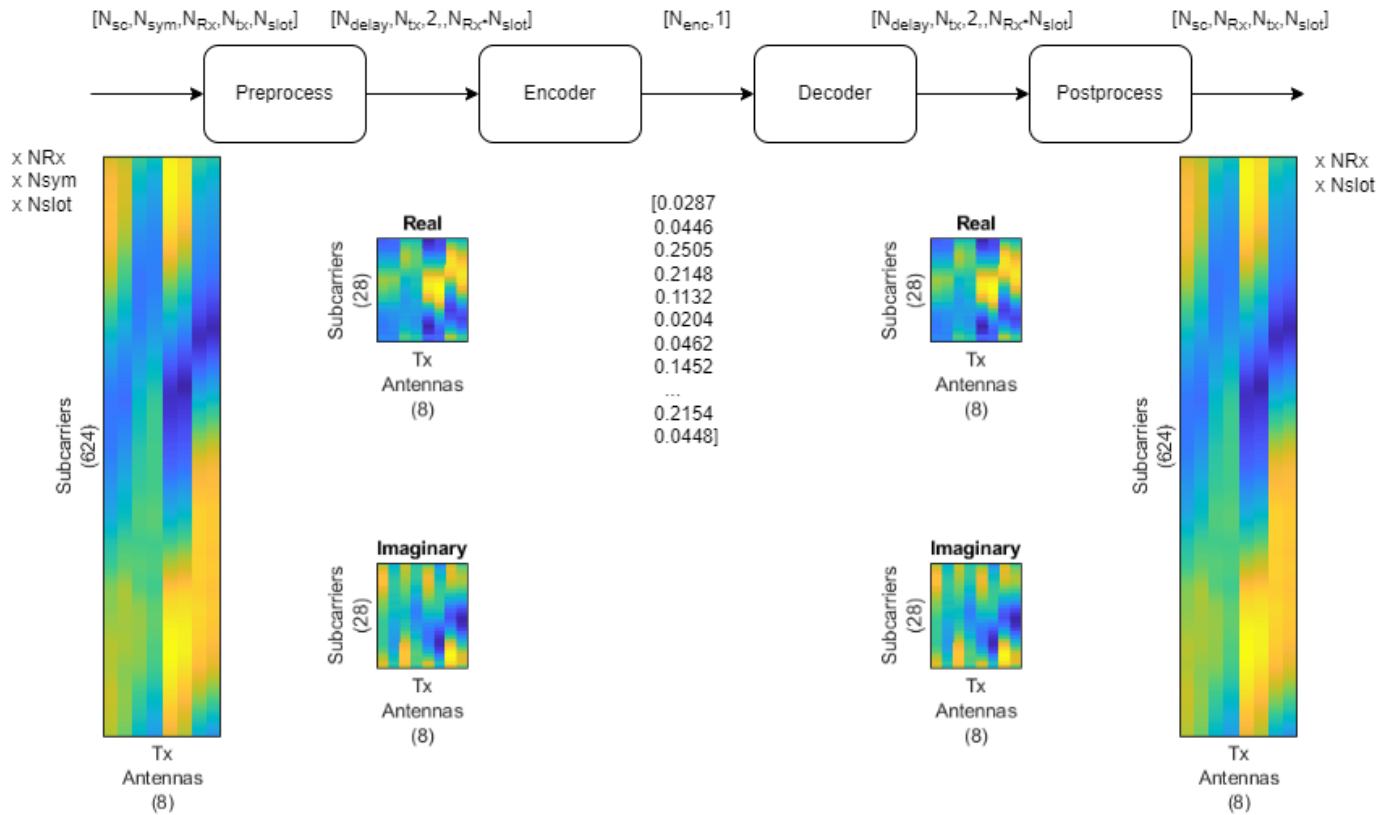 [N_sc,N_sym,N_Rx,N_tx,N_slot]
[N_delay,N_tx,2,,N_Rx*N_slot]
[N_enc,1]
[N_delay,N_tx,2,,N_Rx*N_slot]
[N_sc,N_Rx,N_tx,N_slot]
Preprocess
Encoder
Decoder
Postprocess
x NRx
x Nsym
x Nslot
Subcarriers
(624)
Tx
Antennas
(8)
Real
Subcarriers
(28)
Tx
Antennas
(8)
Imaginary
Subcarriers
(28)
Tx
Antennas
(8)
[0.0287
0.0446
0.2505
0.2148
0.1132
0.0204
0.0462
0.1452
...
0.2154
0.0448]
Real
Subcarriers
(28)
Tx
Antennas
(8)
Imaginary
Subcarriers
(28)
Tx
Antennas
(8)
x NRx
x Nslot
Subcarriers
(624)
Tx
Antennas
(8)